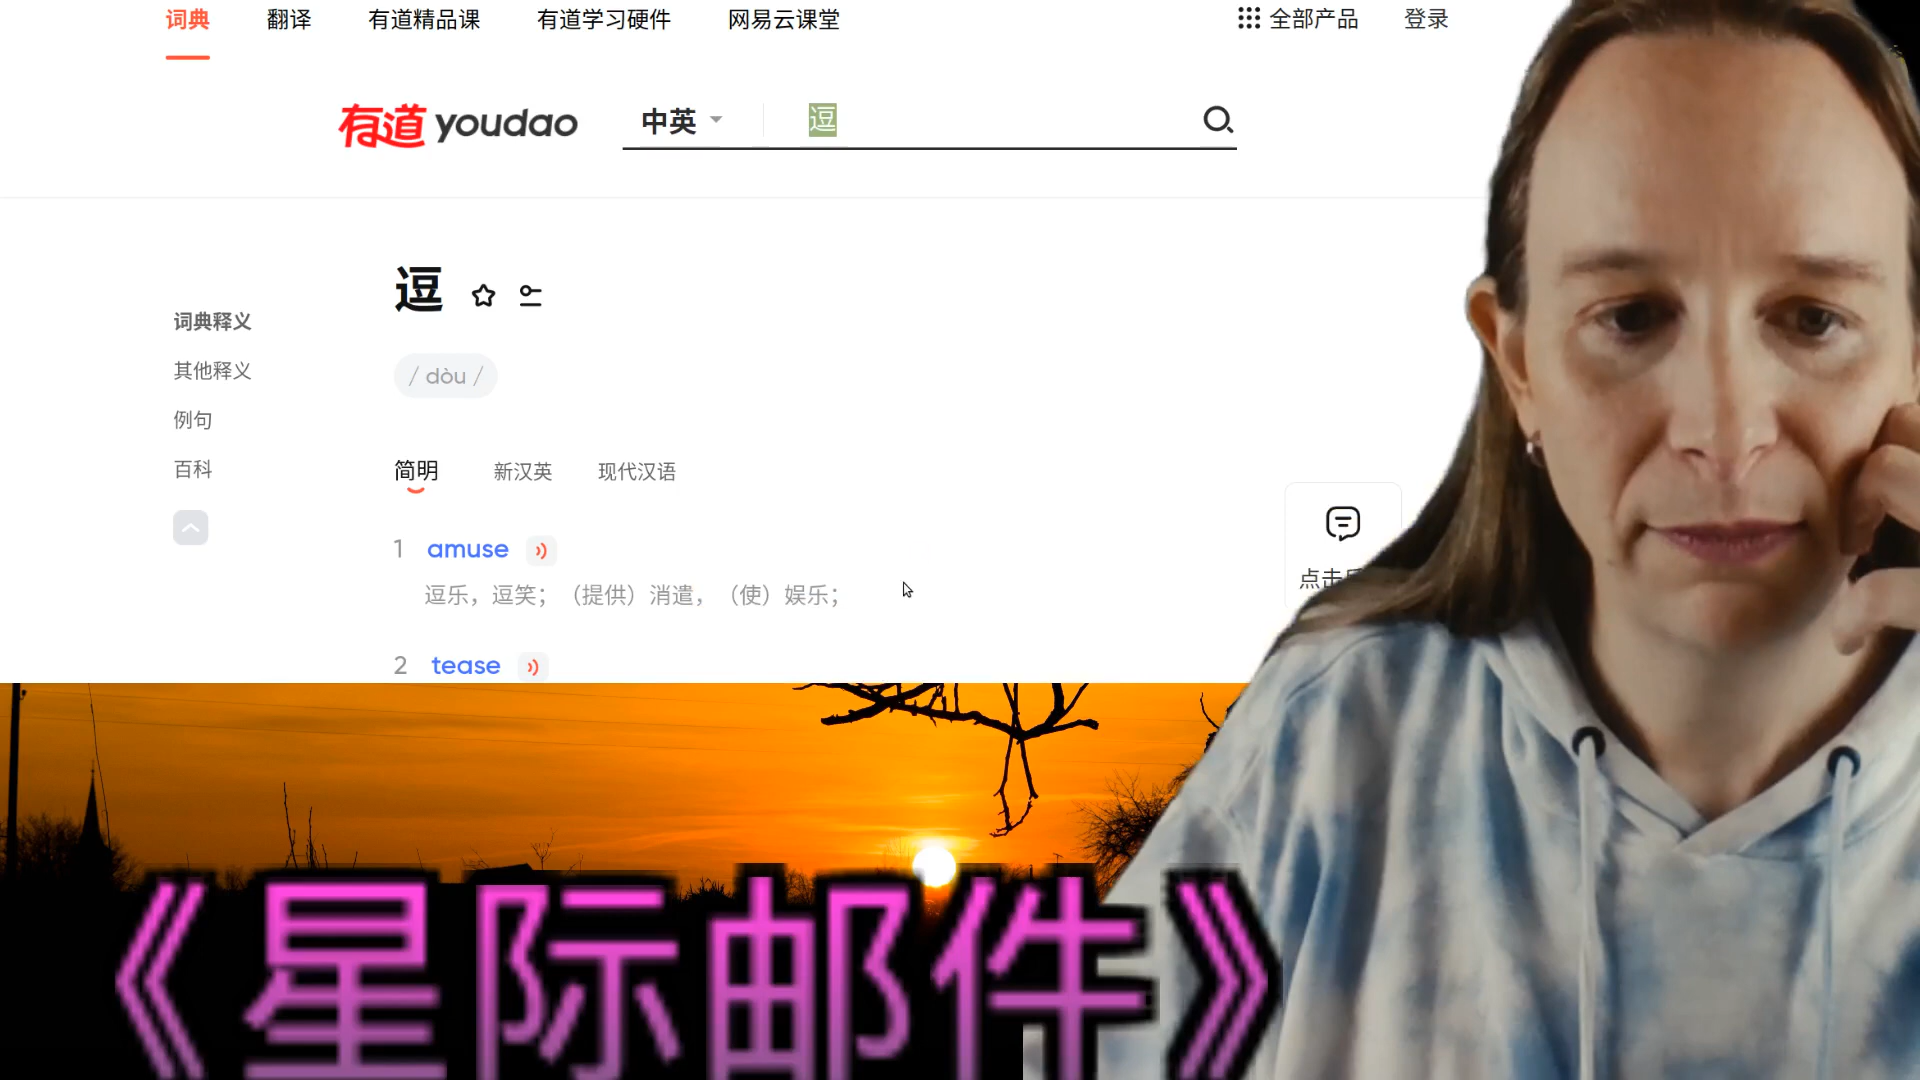 词典 翻译 有道精品课 有道学习硬件 网易云课堂 全部产品 登录
有道 youdao 中英 逗
逗
/ dòu /
词典释义
其他释义
例句
百科
简明 新汉英 现代汉语
1 amuse
逗乐，逗笑；（提供）消遣，（使）娱乐；
2 tease
点击
《星际邮件》